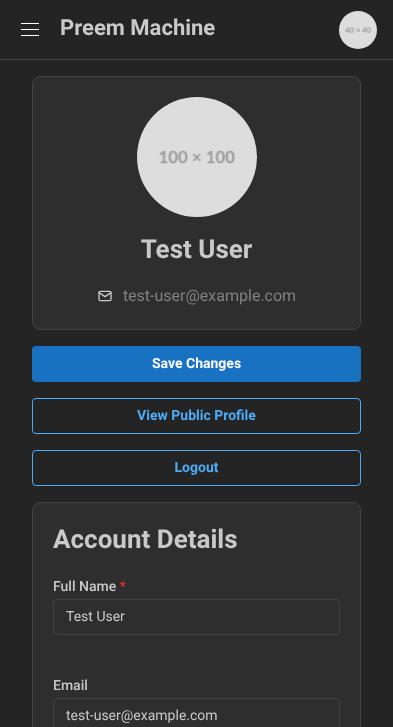 Preem Machine
40 × 40
100 × 100
Test User
test-user@example.com
Save Changes
View Public Profile
Logout
Account Details
Full Name *
Test User
Email
test-user@example.com